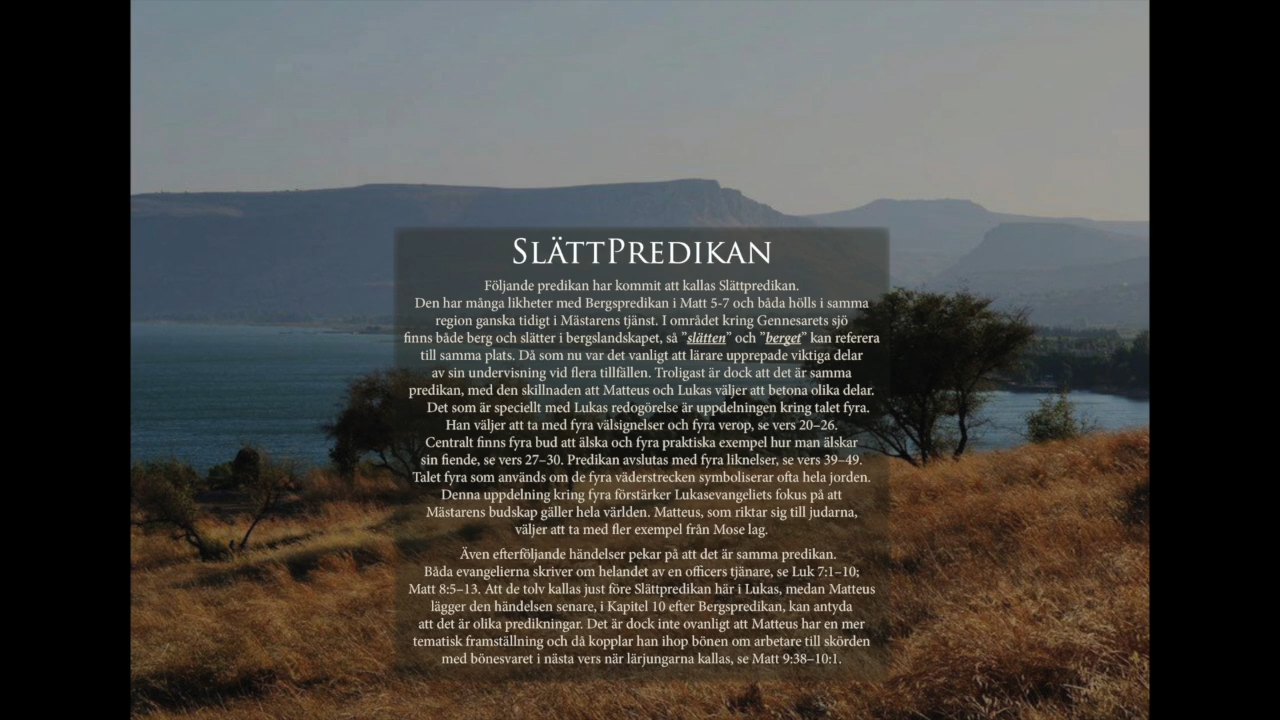 SlättPredikan
Följande predikan har kommit att kallas Slättpredikan.
Den har många likheter med Bergspredikan i Matt 5-7 och båda hölls i samma
region ganska tidigt i Mästarens tjänst. I området kring Gennesarets sjö
finns både berg och slätter i bergslandskapet, så ”slätten” och ”berget” kan referera
till samma plats. Då som nu var det vanligt att lärare upprepade viktiga delar
av sin undervisning vid flera tillfällen. Troligast är dock att det är samma
predikan, med den skillnaden att Matteus och Lukas väljer att betona olika delar.
Det som är speciellt med Lukas redogörelse är uppdelningen kring talet fyra.
Han väljer att ta med fyra välsignelser och fyra verop, se vers 20–26.
Centralt finns fyra bud att älska och fyra praktiska exempel hur man älskar
sin fiende, se vers 27–30. Predikan avslutas med fyra liknelser, se vers 39–49.
Talet fyra som används om de fyra väderstrecken symboliserar ofta hela jorden.
Denna uppdelning kring fyra förstärker Lukasevangeliets fokus på att
Mästarens budskap gäller hela världen. Matteus, som riktar sig till judarna,
väljer att ta med fler exempel från Mose lag.
Även efterföljande händelser pekar på att det är samma predikan.
Båda evangelierna skriver om helandet av en officers tjänare, se Luk 7:1–10;
Matt 8:5–13. Att de tolv kallas just före Slättpredikan här i Lukas, medan Matteus
lägger den händelsen senare, i Kapitel 10 efter Bergspredikan, kan antyda
att det är olika predikningar. Det är dock inte ovanligt att Matteus har en mer
tematisk framställning och då kopplar han ihop bönen om arbetare till skörden
med bönesvaret i nästa vers när lärjungarna kallas, se Matt 9:38–10:1.